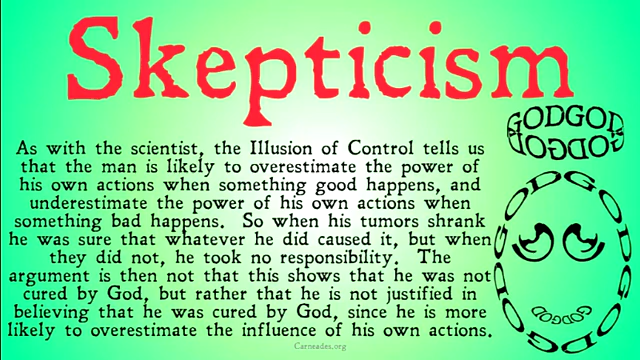 Skepticism
As with the scientist, the Illusion of Control tells us
that the man is likely to overestimate the power of
his own actions when something good happens, and
underestimate the power of his own actions when
something bad happens.  So when his tumors shrank
he was sure that whatever he did caused it, but when
they did not, he took no responsibility.  The
argument is then not that this shows that he was not
cured by God, but rather that he is not justified in
believing that he was cured by God, since he is more
likely to overestimate the influence of his own actions.
Carneades.org
GODGOD
GODGOD
GODGODGODGOD
GODGOD